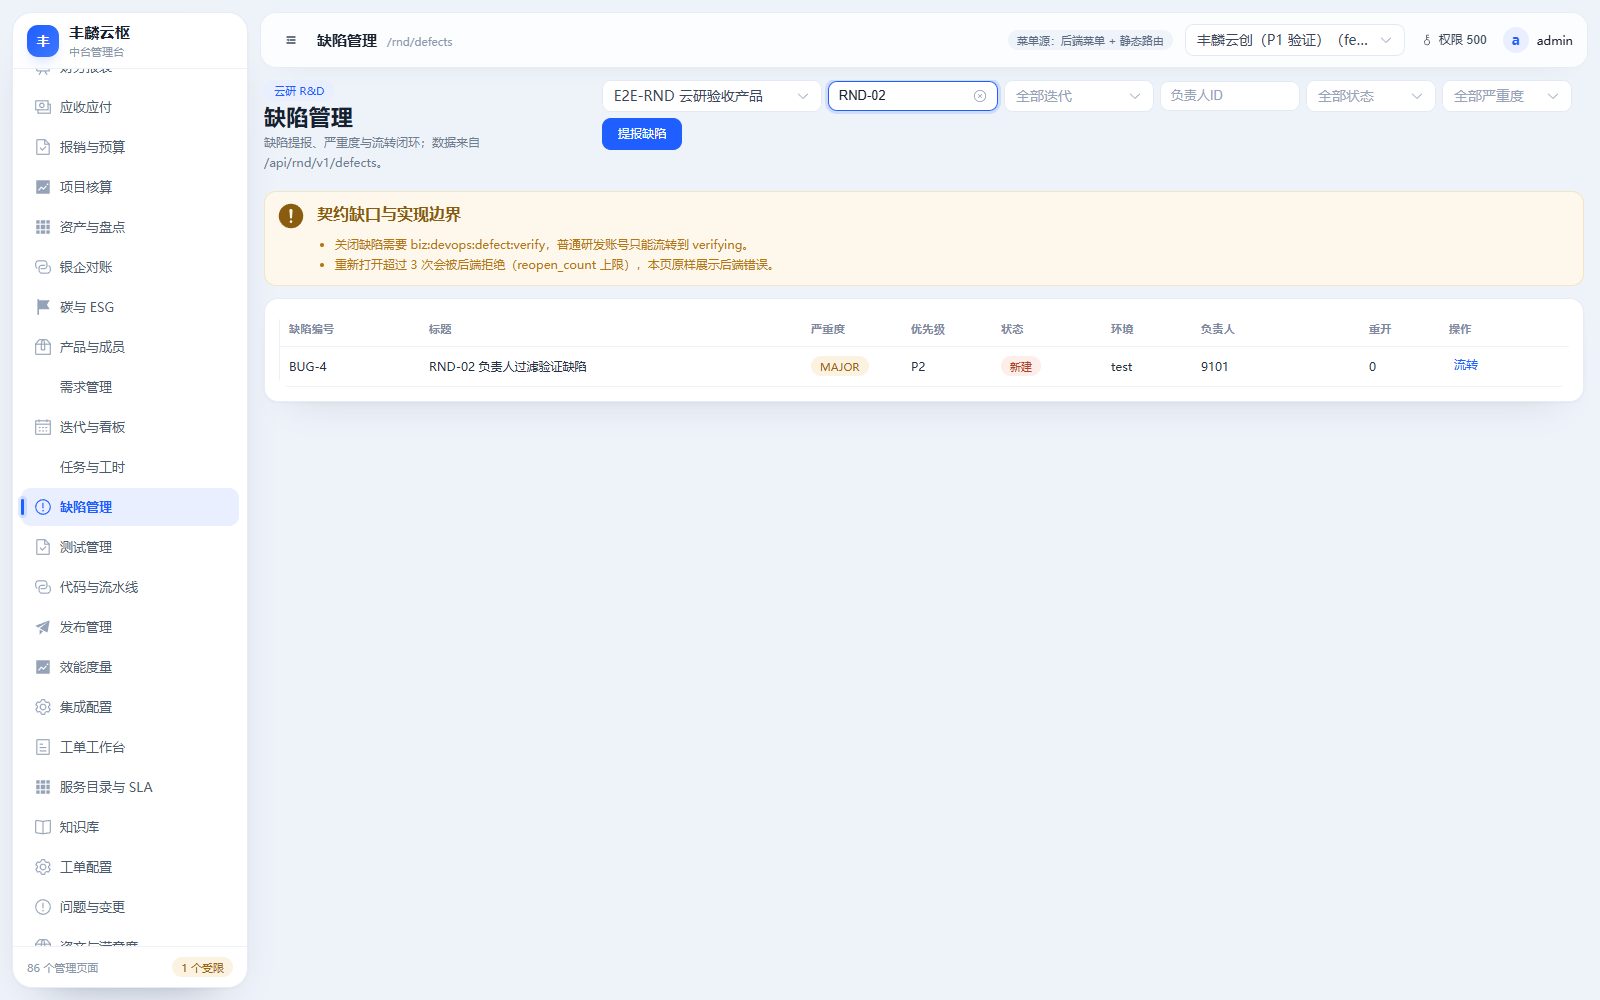 丰
丰麟云枢
中台管理台
财务报表
应收应付
报销与预算
项目核算
资产与盘点
银企对账
碳与 ESG
产品与成员
需求管理
迭代与看板
任务与工时
缺陷管理
测试管理
代码与流水线
发布管理
效能度量
集成配置
工单工作台
服务目录与 SLA
知识库
工单配置
问题与变更
资产与满意度
86 个管理页面
1 个受限
缺陷管理 /rnd/defects
菜单源：后端菜单 + 静态路由
丰麟云创（P1 验证）（fe...
权限 500
a
admin
云研 R&D
缺陷管理
缺陷提报、严重度与流转闭环；数据来自
/api/rnd/v1/defects。
E2E-RND 云研验收产品
RND-02
全部迭代
负责人ID
全部状态
全部严重度
提报缺陷
契约缺口与实现边界
关闭缺陷需要 biz:devops:defect:verify，普通研发账号只能流转到 verifying。
重新打开超过 3 次会被后端拒绝（reopen_count 上限），本页原样展示后端错误。
缺陷编号 标题 严重度 优先级 状态 环境 负责人 重开 操作
BUG-4 RND-02 负责人过滤验证缺陷 MAJOR P2 新建 test 9101 0 流转